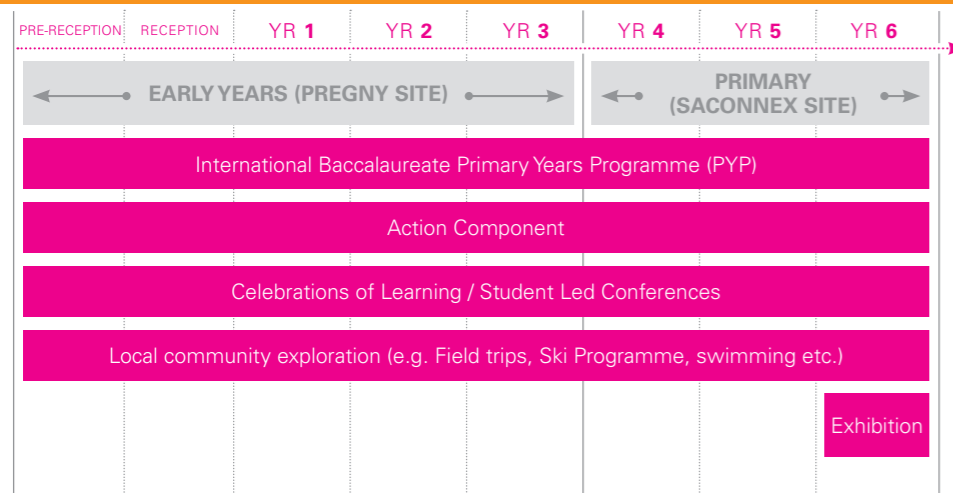 PRE-RECEPTION RECEPTION YR 1 YR 2 YR 3 YR 4 YR 5 YR 6
EARLY YEARS (PREGNY SITE)
PRIMARY
(SACONNEX SITE)
International Baccalaureate Primary Years Programme (PYP)
Action Component
Celebrations of Learning / Student Led Conferences
Local community exploration (e.g. Field trips, Ski Programme, swimming etc.)
Exhibition